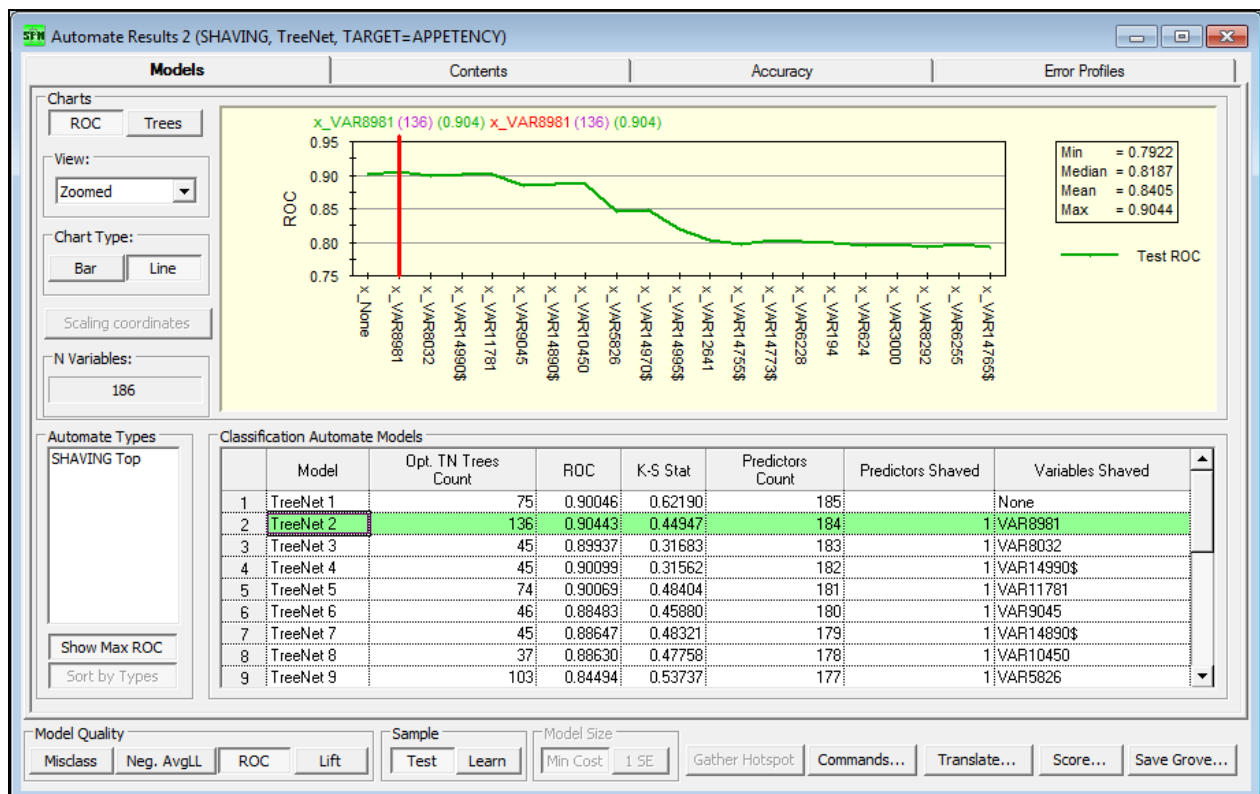 SPM Automate Results 2 (SHAVING, TreeNet, TARGET=APPETENCY)
Models Contents Accuracy Error Profiles
Charts
ROC Trees
View:
Zoomed
Chart Type:
Bar Line
Scaling coordinates
N Variables:
186
x_VAR8981 (136) (0.904) x_VAR8981 (136) (0.904)
ROC
0.95
0.90
0.85
0.80
0.75
x_None
x_VAR8981
x_VAR8032
x_VAR14990$
x_VAR11781
x_VAR9045
x_VAR14890$
x_VAR10450
x_VAR5826
x_VAR14970$
x_VAR14995$
x_VAR12641
x_VAR14755$
x_VAR14773$
x_VAR6228
x_VAR194
x_VAR624
x_VAR3000
x_VAR8292
x_VAR6255
x_VAR14765$
Min = 0.7922
Median = 0.8187
Mean = 0.8405
Max = 0.9044
Test ROC
Automate Types
SHAVING Top
Show Max ROC
Sort by Types
Classification Automate Models
Model Opt. TN Trees Count ROC K-S Stat Predictors Count Predictors Shaved Variables Shaved
1 TreeNet 1 75 0.90046 0.62190 185 None
2 TreeNet 2 136 0.90443 0.44947 184 1 VAR8981
3 TreeNet 3 45 0.89937 0.31683 183 1 VAR8032
4 TreeNet 4 45 0.90099 0.31562 182 1 VAR14990$
5 TreeNet 5 74 0.90069 0.48404 181 1 VAR11781
6 TreeNet 6 46 0.88483 0.45880 180 1 VAR9045
7 TreeNet 7 45 0.88647 0.48321 179 1 VAR14890$
8 TreeNet 8 37 0.88630 0.47758 178 1 VAR10450
9 TreeNet 9 103 0.84494 0.53737 177 1 VAR5826
Model Quality
Misclass Neg. AvgLL ROC Lift
Sample
Test Learn
Model Size
Min Cost 1 SE
Gather Hotspot Commands... Translate... Score... Save Grove...